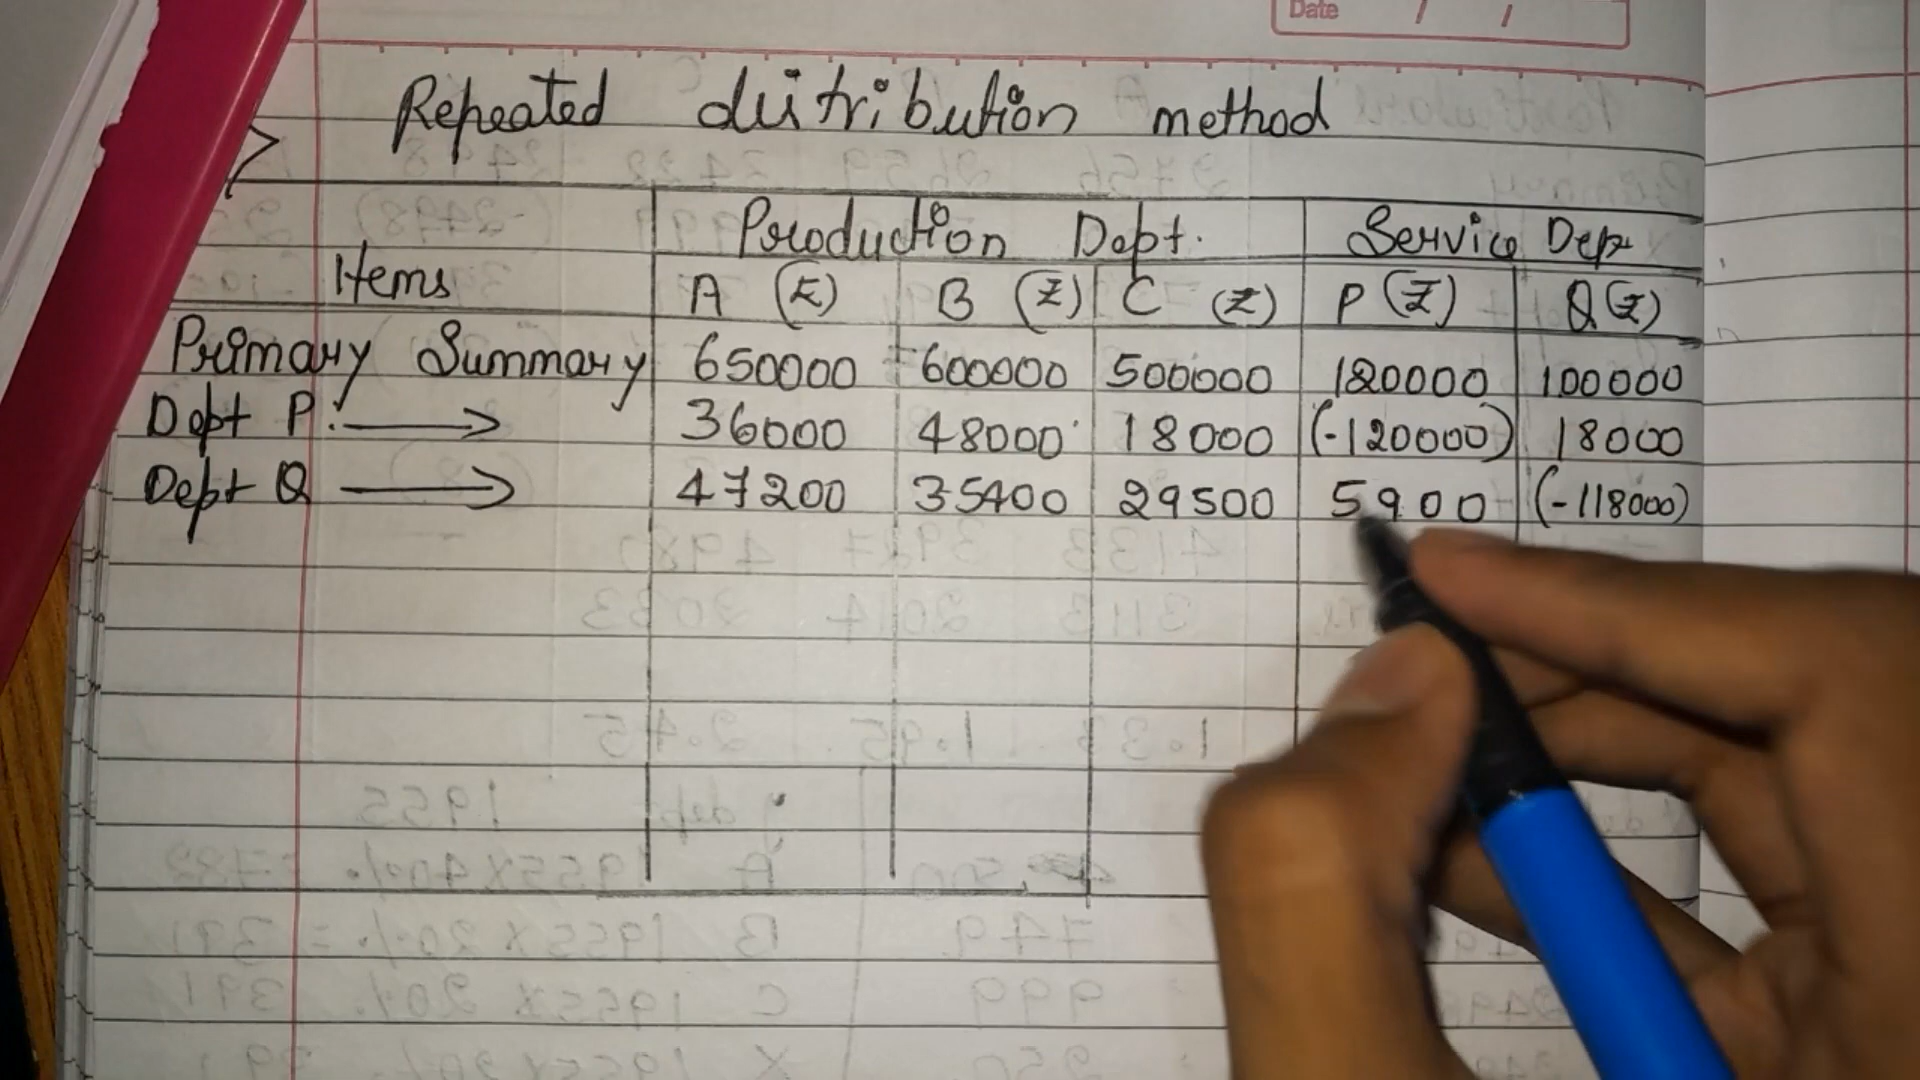 Date / /
Repeated distribution method
Production Dept. Service Dept
Items A (₹) B (₹) C (₹) P (₹) Q (₹)
Primary Summary 650000 600000 500000 120000 100000
Dept P: → 36000 48000 18000 (-120000) 18000
Dept Q → 47200 35400 29500 5900 (-118000)